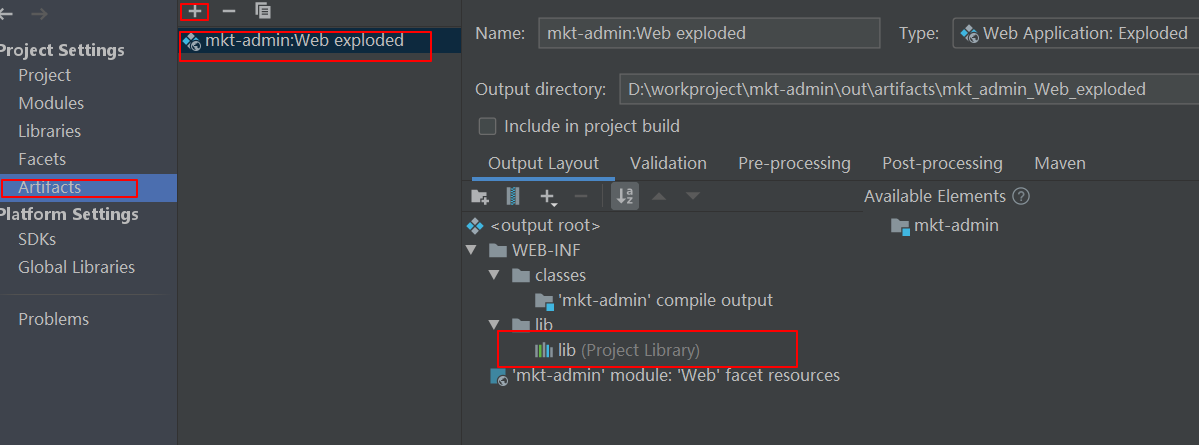 Project Settings
Project
Modules
Libraries
Facets
Artifacts
Platform Settings
SDKs
Global Libraries
Problems
mkt-admin:Web exploded
Name: mkt-admin:Web exploded Type: Web Application: Exploded
Output directory: D:\workproject\mkt-admin\out\artifacts\mkt_admin_Web_exploded
Include in project build
Output Layout Validation Pre-processing Post-processing Maven
Available Elements ?
<output root>
WEB-INF
classes
'mkt-admin' compile output
lib
lib (Project Library)
'mkt-admin' module: 'Web' facet resources
mkt-admin